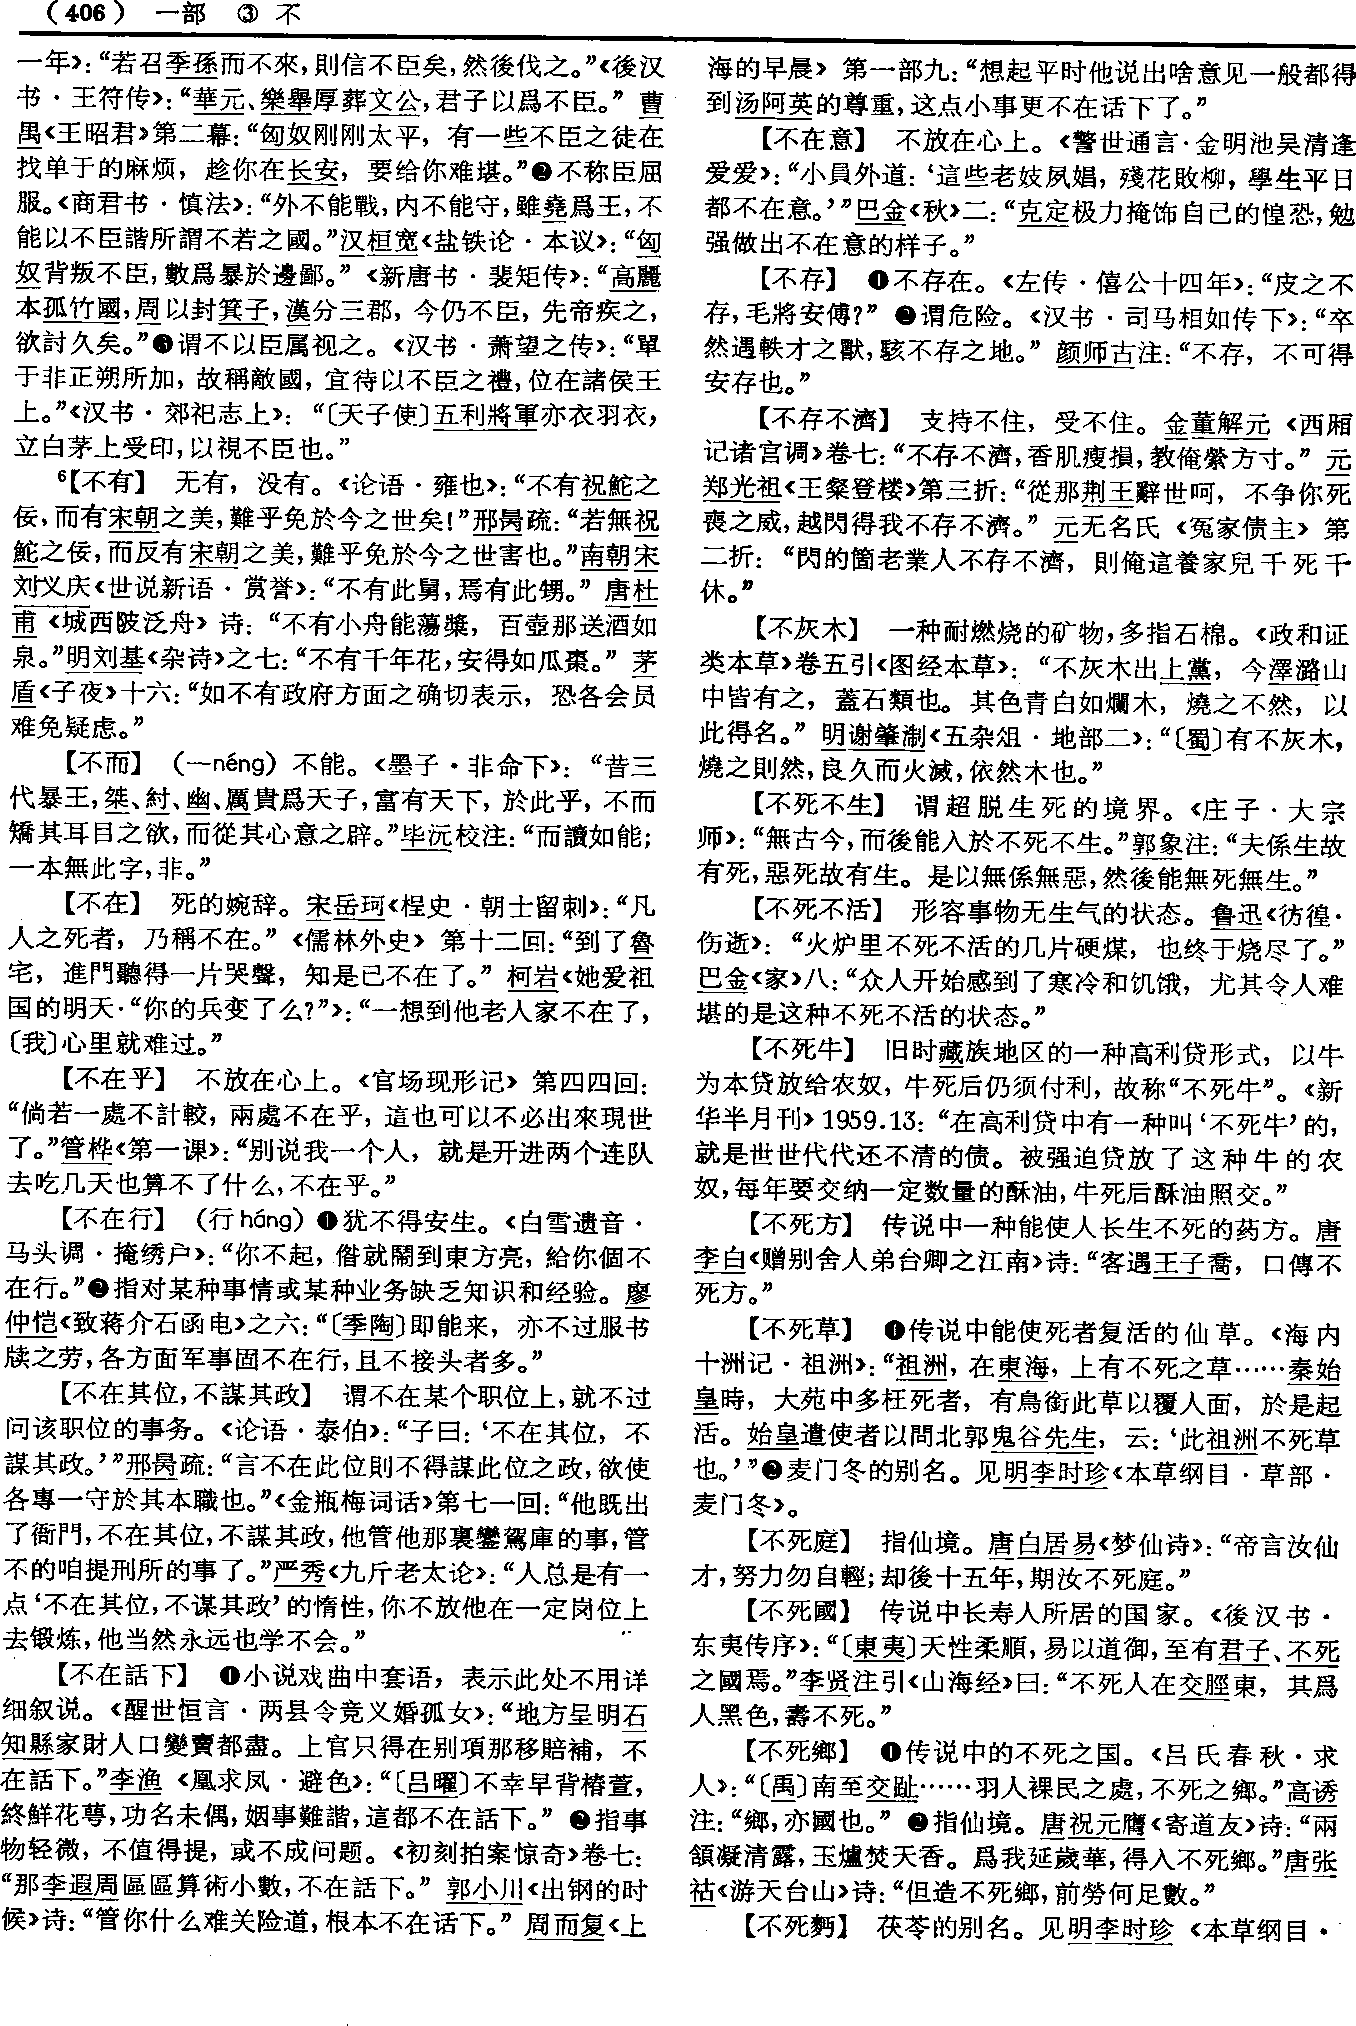 （406） 一部 ③ 不
一年》：“若召季孫而不來，則信不臣矣，然後伐之。”《後汉
书·王符传》：“華元、樂舉厚葬文公，君子以爲不臣。” 曹
禺《王昭君》第二幕：“匈奴刚刚太平，有一些不臣之徒在
找单于的麻烦，趁你在长安，要给你难堪。”❷不称臣屈
服。《商君书·慎法》：“外不能戰，内不能守，雖堯爲王，不
能以不臣諧所謂不若之國。”汉桓宽《盐铁论·本议》：“匈
奴背叛不臣，數爲暴於邊鄙。” 《新唐书·裴矩传》：“高麗
本孤竹國，周以封箕子，漢分三郡，今仍不臣，先帝疾之，
欲討久矣。”❸谓不以臣属视之。《汉书·萧望之传》：“單
于非正朔所加，故稱敵國，宜待以不臣之禮，位在諸侯王
上。”《汉书·郊祀志上》：“〔天子使〕五利將軍亦衣羽衣，
立白茅上受印，以視不臣也。”
⁶【不有】 无有，没有。《论语·雍也》：“不有祝鮀之
佞，而有宋朝之美，難乎免於今之世矣！”邢昺疏：“若無祝
鮀之佞，而反有宋朝之美，難乎免於今之世害也。”南朝宋
刘义庆《世说新语·赏誉》：“不有此舅，焉有此甥。” 唐杜
甫《城西陂泛舟》诗：“不有小舟能蕩槳，百壺那送酒如
泉。”明刘基《杂诗》之七：“不有千年花，安得如瓜棗。” 茅
盾《子夜》十六：“如不有政府方面之确切表示，恐各会员
难免疑虑。”
【不而】（—néng）不能。《墨子·非命下》：“昔三
代暴王，桀、紂、幽、厲貴爲天子，富有天下，於此乎，不而
矯其耳目之欲，而從其心意之辟。”毕沅校注：“而讀如能；
一本無此字，非。”
【不在】 死的婉辞。宋岳珂《桯史·朝士留刺》：“凡
人之死者，乃稱不在。”《儒林外史》第十二回：“到了魯
宅，進門聽得一片哭聲，知是已不在了。” 柯岩《她爱祖
国的明天·“你的兵变了么？”》：“一想到他老人家不在了，
〔我〕心里就难过。”
【不在乎】 不放在心上。《官场现形记》第四四回：
“倘若一處不計較，兩處不在乎，這也可以不必出來現世
了。”管桦《第一课》：“别说我一个人，就是开进两个连队
去吃几天也算不了什么，不在乎。”
【不在行】（行háng）❶犹不得安生。《白雪遗音·
马头调·掩绣户》：“你不起，偺就鬧到東方亮，給你個不
在行。”❷指对某种事情或某种业务缺乏知识和经验。廖
仲恺《致蒋介石函电》之六：“〔季陶〕即能来，亦不过服书
牍之劳，各方面军事固不在行，且不接头者多。”
【不在其位，不謀其政】 谓不在某个职位上，就不过
问该职位的事务。《论语·泰伯》：“子曰：‘不在其位，不
謀其政。’”邢昺疏：“言不在此位則不得謀此位之政，欲使
各專一守於其本職也。”《金瓶梅词话》第七一回：“他既出
了衙門，不在其位，不謀其政，他管他那裏鑾駕庫的事，管
不的咱提刑所的事了。”严秀《九斤老太论》：“人总是有一
点‘不在其位，不谋其政’的惰性，你不放他在一定岗位上
去锻炼，他当然永远也学不会。”
【不在話下】 ❶小说戏曲中套语，表示此处不用详
细叙说。《醒世恒言·两县令竞义婚孤女》：“地方呈明石
知縣家財人口變賣都盡。上官只得在别項那移賠補，不
在話下。”李渔《凰求凤·避色》：“〔吕曜〕不幸早背椿萱，
終鮮花萼，功名未偶，姻事難諧，這都不在話下。” ❷指事
物轻微，不值得提，或不成问题。《初刻拍案惊奇》卷七：
“那李遐周區區算術小數，不在話下。” 郭小川《出钢的时
候》诗：“管你什么难关险道，根本不在话下。” 周而复《上
海的早晨》第一部九：“想起平时他说出啥意见一般都得
到汤阿英的尊重，这点小事更不在话下了。”
【不在意】 不放在心上。《警世通言·金明池吴清逢
爱爱》：“小員外道：‘這些老妓夙娼，殘花敗柳，學生平日
都不在意。’”巴金《秋》二：“克定极力掩饰自己的惶恐，勉
强做出不在意的样子。”
【不存】 ❶不存在。《左传·僖公十四年》：“皮之不
存，毛將安傅？” ❷谓危险。《汉书·司马相如传下》：“卒
然遇軼才之獸，駭不存之地。” 颜师古注：“不存，不可得
安存也。”
【不存不濟】 支持不住，受不住。金董解元《西厢
记诸宫调》卷七：“不存不濟，香肌瘦損，教俺縈方寸。” 元
郑光祖《王粲登楼》第三折：“從那荆王辭世呵，不争你死
喪之威，越閃得我不存不濟。” 元无名氏《冤家债主》第
二折：“閃的箇老業人不存不濟，則俺這養家兒千死千
休。”
【不灰木】 一种耐燃烧的矿物，多指石棉。《政和证
类本草》卷五引《图经本草》：“不灰木出上黨，今澤潞山
中皆有之，蓋石類也。其色青白如爛木，燒之不然，以
此得名。” 明谢肇淛《五杂俎·地部二》：“〔蜀〕有不灰木，
燒之則然，良久而火滅，依然木也。”
【不死不生】 谓超脱生死的境界。《庄子·大宗
师》：“無古今，而後能入於不死不生。”郭象注：“夫係生故
有死，惡死故有生。是以無係無惡，然後能無死無生。”
【不死不活】 形容事物无生气的状态。鲁迅《彷徨·
伤逝》：“火炉里不死不活的几片硬煤，也终于烧尽了。”
巴金《家》八：“众人开始感到了寒冷和饥饿，尤其令人难
堪的是这种不死不活的状态。”
【不死牛】 旧时藏族地区的一种高利贷形式，以牛
为本贷放给农奴，牛死后仍须付利，故称“不死牛”。《新
华半月刊》1959.13：“在高利贷中有一种叫‘不死牛’的，
就是世世代代还不清的债。被强迫贷放了这种牛的农
奴，每年要交纳一定数量的酥油，牛死后酥油照交。”
【不死方】 传说中一种能使人长生不死的药方。唐
李白《赠别舍人弟台卿之江南》诗：“客遇王子喬，口傳不
死方。”
【不死草】 ❶传说中能使死者复活的仙草。《海内
十洲记·祖洲》：“祖洲，在東海，上有不死之草……秦始
皇時，大苑中多枉死者，有鳥銜此草以覆人面，於是起
活。始皇遣使者以問北郭鬼谷先生，云：‘此祖洲不死草
也。’”❷麦门冬的别名。见明李时珍《本草纲目·草部·
麦门冬》。
【不死庭】 指仙境。唐白居易《梦仙诗》：“帝言汝仙
才，努力勿自輕；却後十五年，期汝不死庭。”
【不死國】 传说中长寿人所居的国家。《後汉书·
东夷传序》：“〔東夷〕天性柔順，易以道御，至有君子、不死
之國焉。”李贤注引《山海经》曰：“不死人在交脛東，其爲
人黑色，壽不死。”
【不死鄉】 ❶传说中的不死之国。《吕氏春秋·求
人》：“〔禹〕南至交趾……羽人裸民之處，不死之鄉。”高诱
注：“鄉，亦國也。” ❷指仙境。唐祝元膺《寄道友》诗：“兩
頷凝清露，玉爐焚天香。爲我延歲華，得入不死鄉。”唐张
祜《游天台山》诗：“但造不死鄉，前勞何足數。”
【不死麪】 茯苓的别名。见明李时珍《本草纲目·